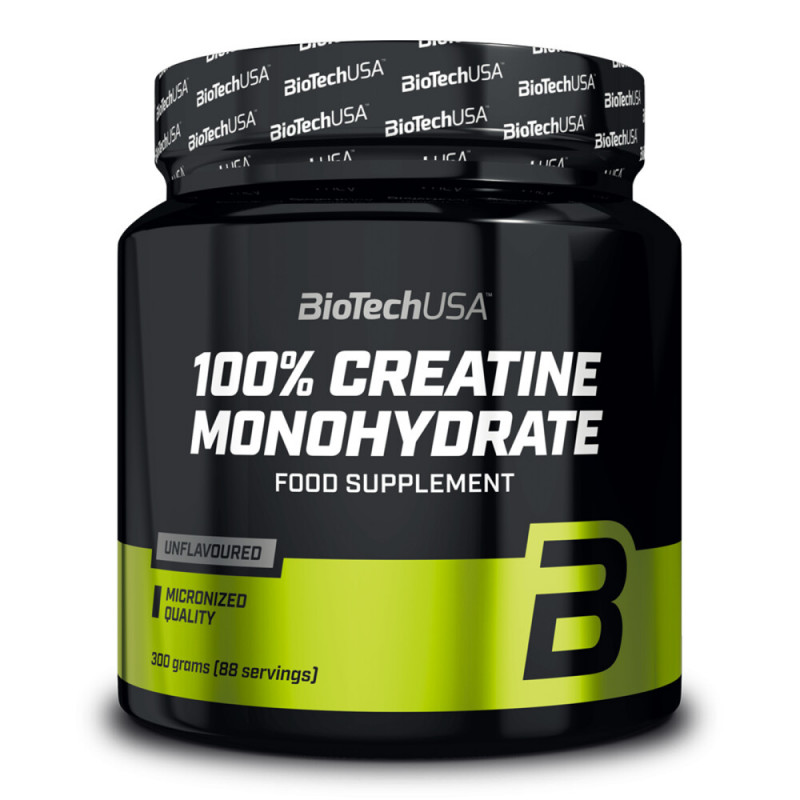 BioTechUSA BioTechUSA BioTechUSA BioTechUSA BioTechUSA
BioTechUSA BioTechUSA BioTechUSA BioTechUSA BioTechUSA
BioTechUSA™
100% CREATINE
MONOHYDRATE
FOOD SUPPLEMENT
UNFLAVOURED
MICRONIZED
QUALITY
300 grams (88 servings)
B